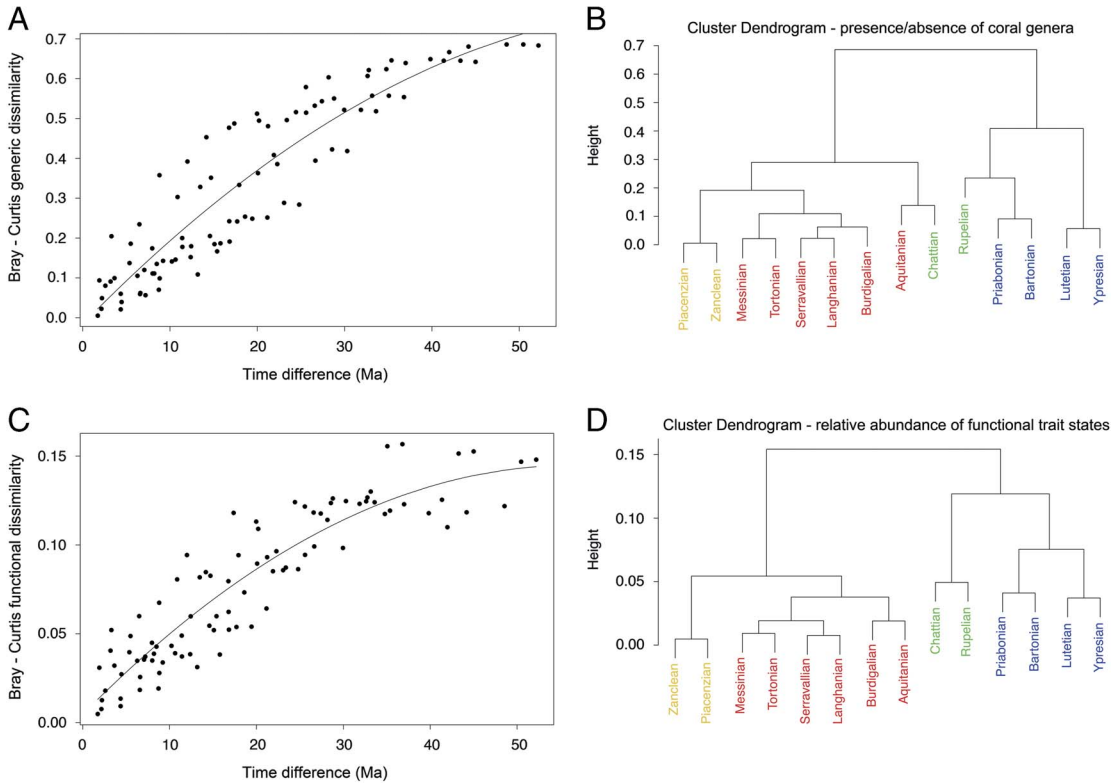 A
Bray - Curtis generic dissimilarity
0.7
0.6
0.5
0.4
0.3
0.2
0.1
0.0
0 10 20 30 40 50
Time difference (Ma)
B
Cluster Dendrogram - presence/absence of coral genera
Height
0.7
0.6
0.5
0.4
0.3
0.2
0.1
0.0
Piacenzian
Zanclean
Messinian
Tortonian
Serravallian
Langhanian
Burdigalian
Aquitanian
Chattian
Rupelian
Priabonian
Bartonian
Lutetian
Ypresian
C
Bray - Curtis functional dissimilarity
0.15
0.10
0.05
0.00
0 10 20 30 40 50
Time difference (Ma)
D
Cluster Dendrogram - relative abundance of functional trait states
Height
0.15
0.10
0.05
0.00
Zanclean
Piacenzian
Messinian
Tortonian
Serravallian
Langhanian
Burdigalian
Aquitanian
Chattian
Rupelian
Priabonian
Bartonian
Lutetian
Ypresian